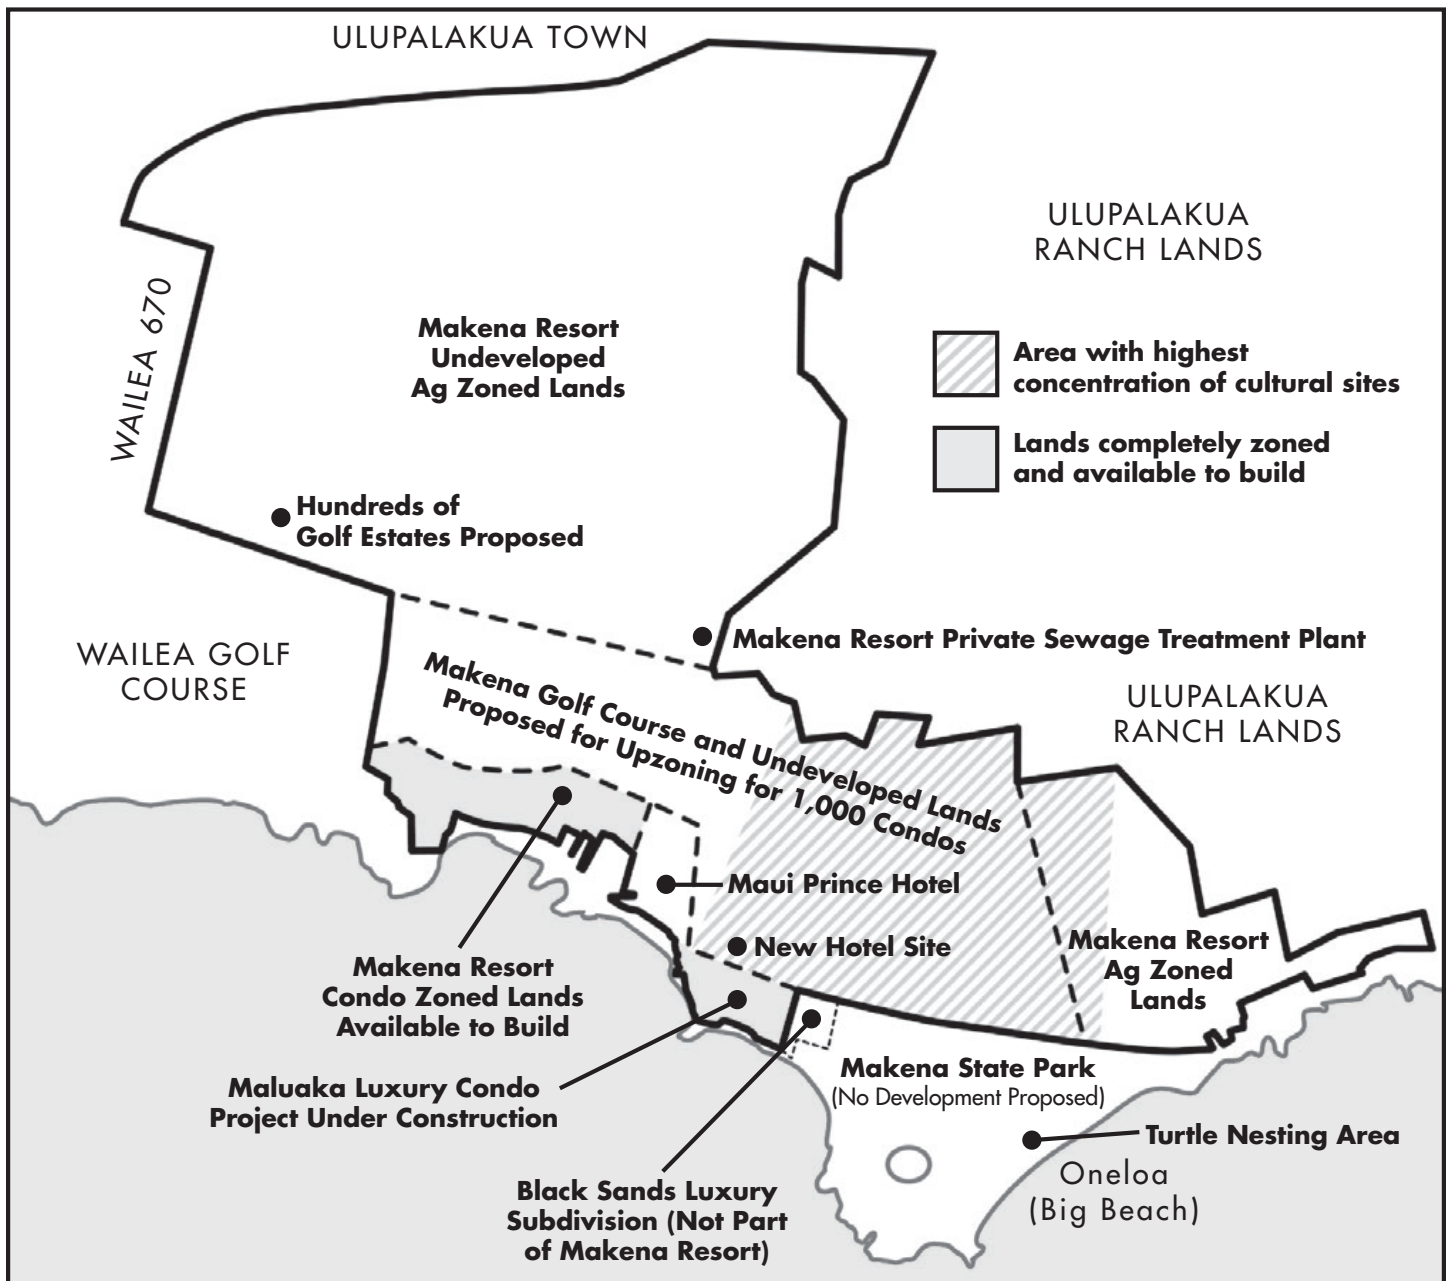 ULUPALAKUA TOWN
ULUPALAKUA
RANCH LANDS
WAILEA 670
Makena Resort
Undeveloped
Ag Zoned Lands
Area with highest
concentration of cultural sites
Lands completely zoned
and available to build
Hundreds of
Golf Estates Proposed
WAILEA GOLF
COURSE
Makena Resort Private Sewage Treatment Plant
Makena Golf Course and Undeveloped Lands
Proposed for Upzoning for 1,000 Condos
ULUPALAKUA
RANCH LANDS
Maui Prince Hotel
New Hotel Site
Makena Resort
Ag Zoned
Lands
Makena Resort
Condo Zoned Lands
Available to Build
Maluaka Luxury Condo
Project Under Construction
Makena State Park
(No Development Proposed)
Turtle Nesting Area
Oneloa
(Big Beach)
Black Sands Luxury
Subdivision (Not Part
of Makena Resort)